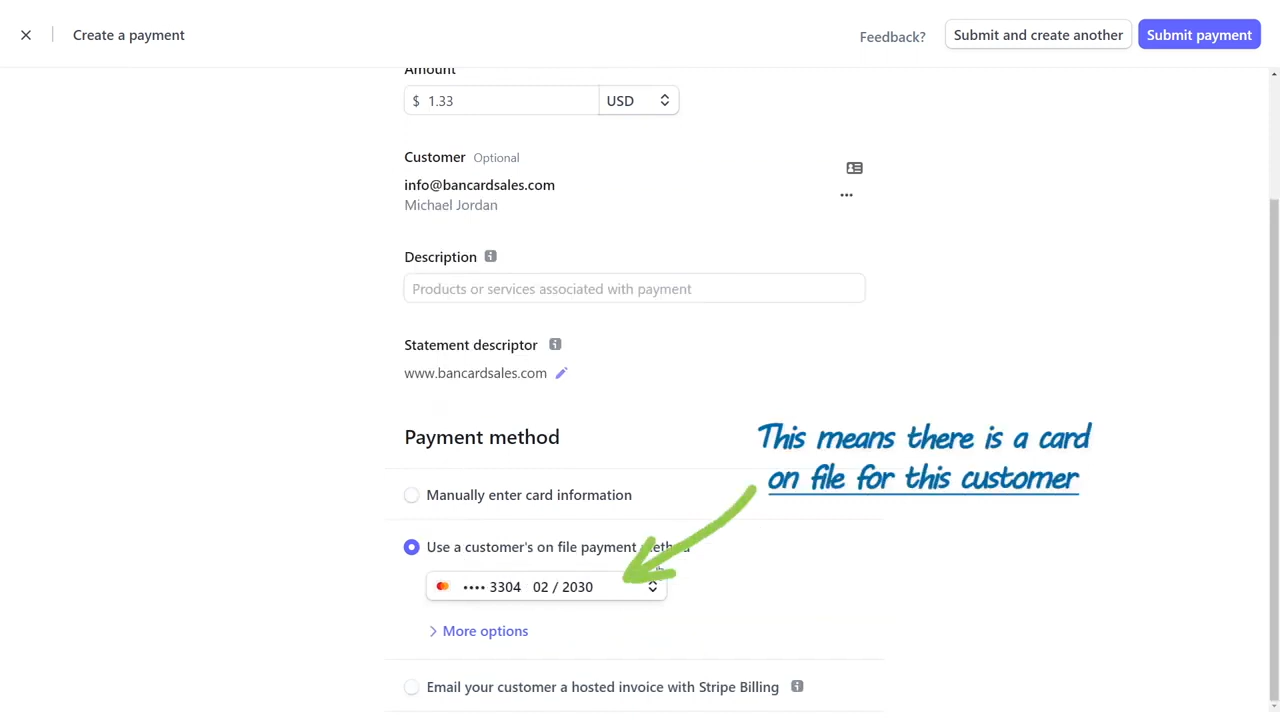 Create a payment
Feedback?
Submit and create another
Submit payment
Amount
$ 1.33
USD
Customer Optional
info@bancardsales.com
Michael Jordan
Description
Products or services associated with payment
Statement descriptor
www.bancardsales.com
Payment method
This means there is a card
on file for this customer
Manually enter card information
Use a customer's on file payment method
•••• 3304 02 / 2030
More options
Email your customer a hosted invoice with Stripe Billing